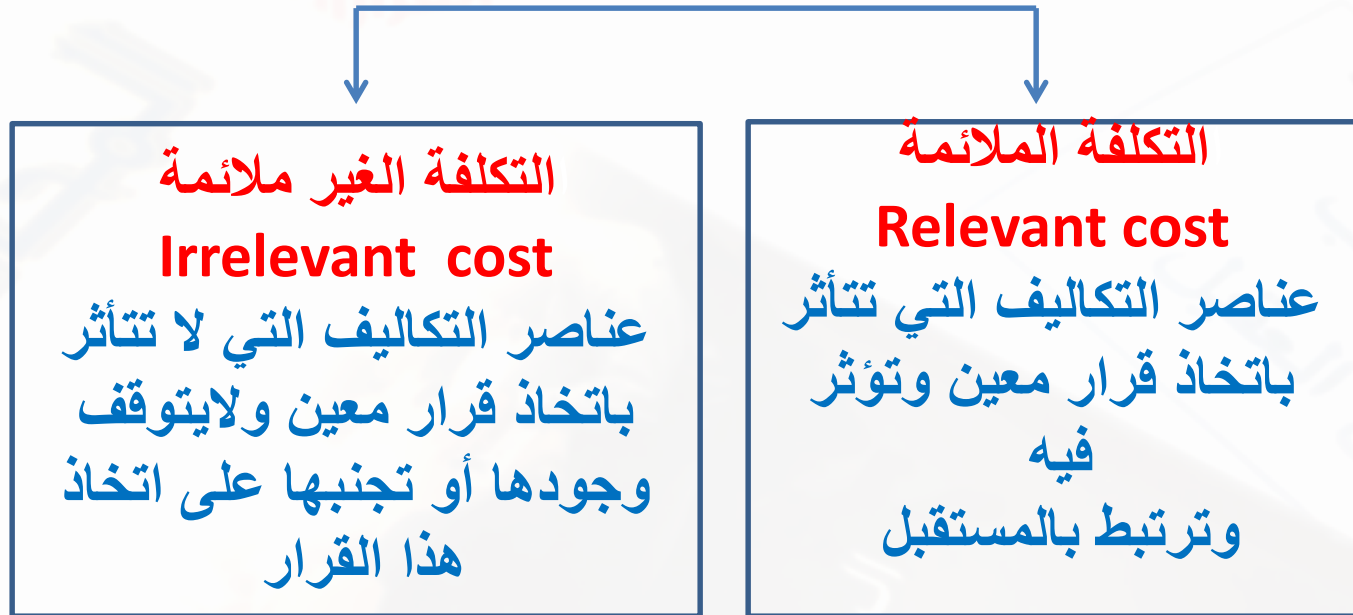 التكلفة الملائمة
Relevant cost
عناصر التكاليف التي تتأثر
باتخاذ قرار معين وتؤثر
فيه
وترتبط بالمستقبل
التكلفة الغير ملائمة
Irrelevant cost
عناصر التكاليف التي لا تتأثر
باتخاذ قرار معين ولايتوقف
وجودها أو تجنبها على اتخاذ
هذا القرار